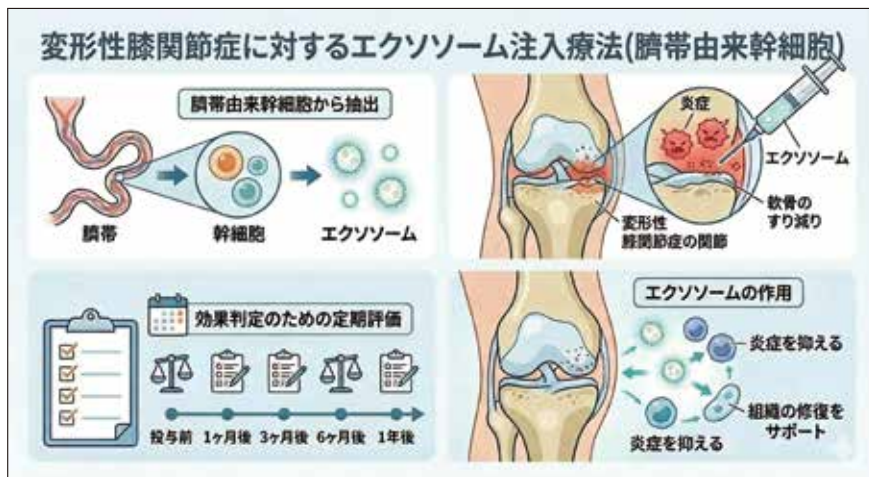 変形性膝関節症に対するエクソソーム注入療法(臍帯由来幹細胞)
臍帯由来幹細胞から抽出
臍帯
幹細胞
エクソソーム
炎症
エクソソーム
軟骨の
すり減り
変形性
膝関節症の関節
効果判定のための定期評価
投与前
1ヶ月後
3ヶ月後
6ヶ月後
1年後
エクソソームの作用
炎症を抑える
組織の修復を
サポート
炎症を抑える